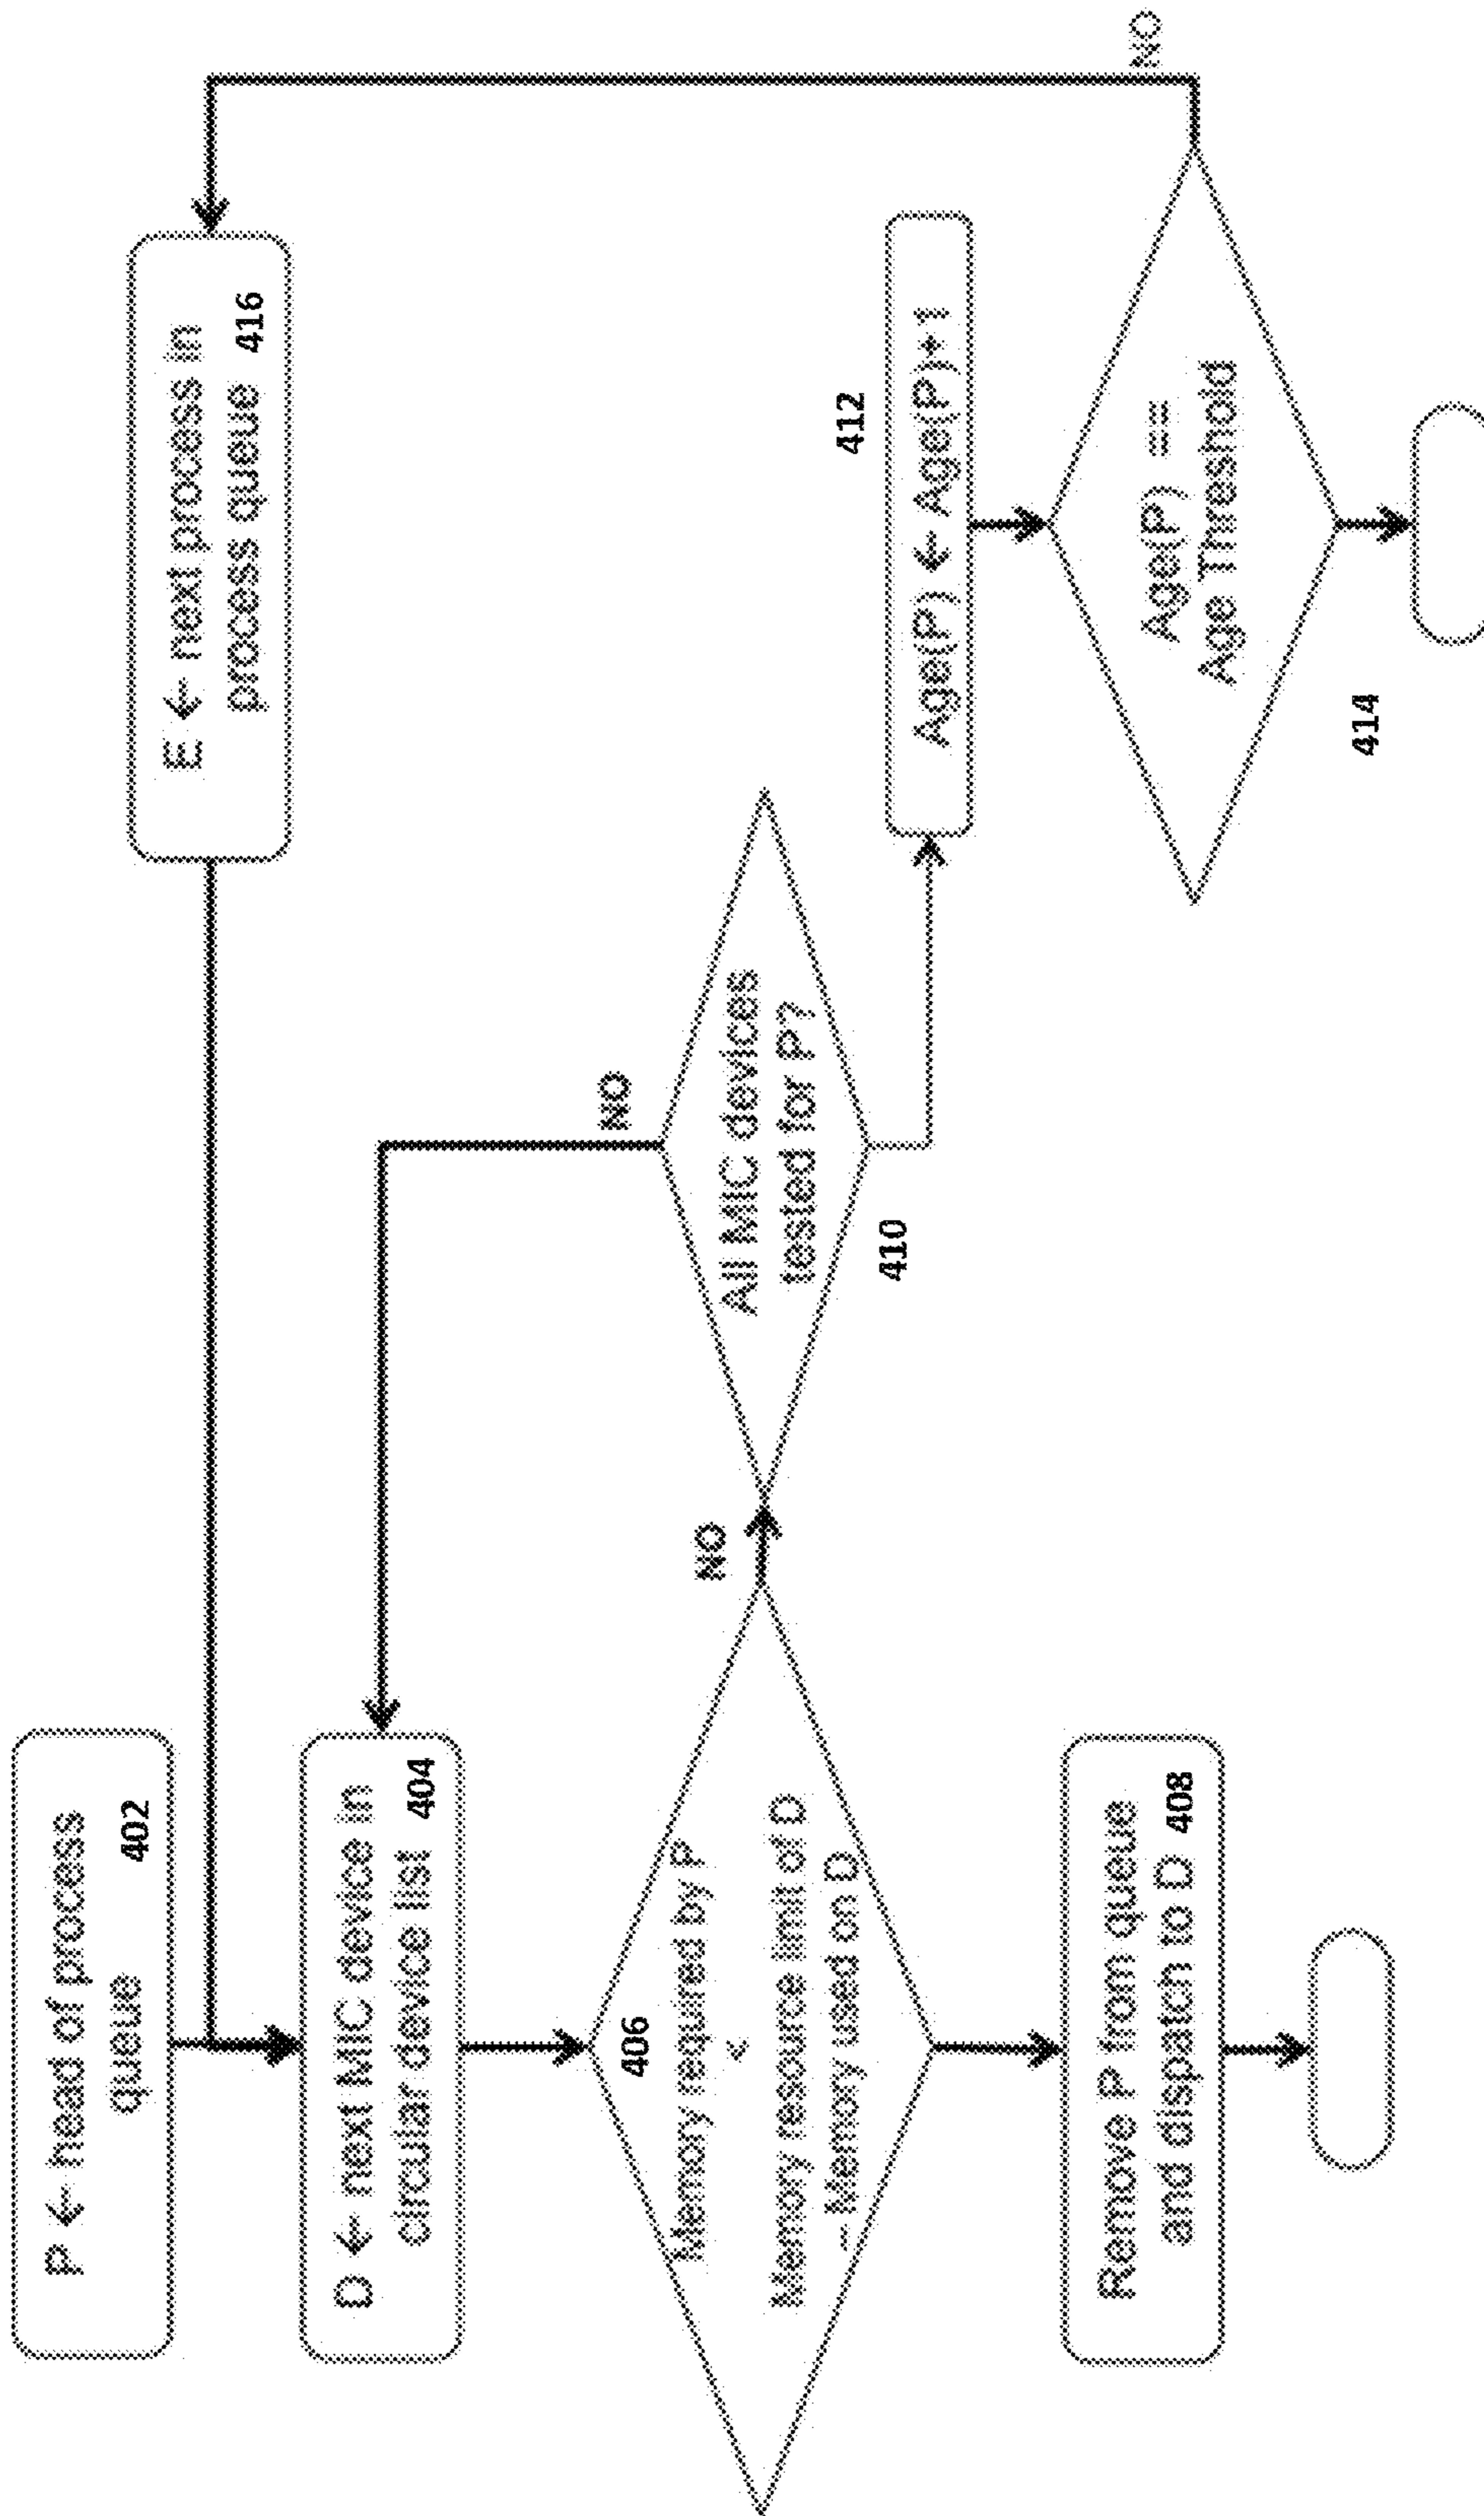 P ← head of process
queue
402
D ← next MIC device in
circular device list 404
406
Memory required by P
<
Memory resource limit of D
– Memory used on D
NO
Remove P from queue
and dispatch to D 408
All MIC devices
tested for P?
NO
410
412
Age(P) ← Age(P)+1
Age(P) ==
Age Threshold
414
NO
E ← next process in
process queue 416